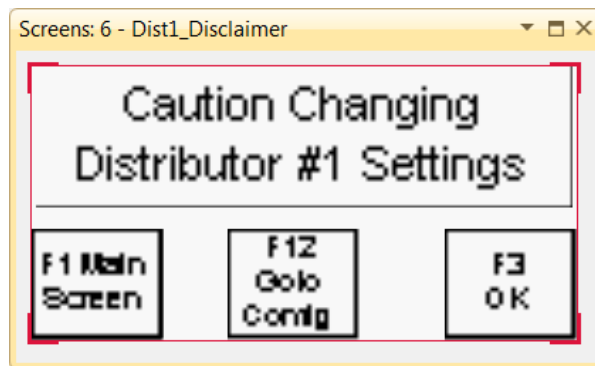 Screens: 6 - Dist1_Disclaimer
Caution Changing
Distributor #1 Settings
F1 Main
Screen
F12
Goto
Config
F3
OK